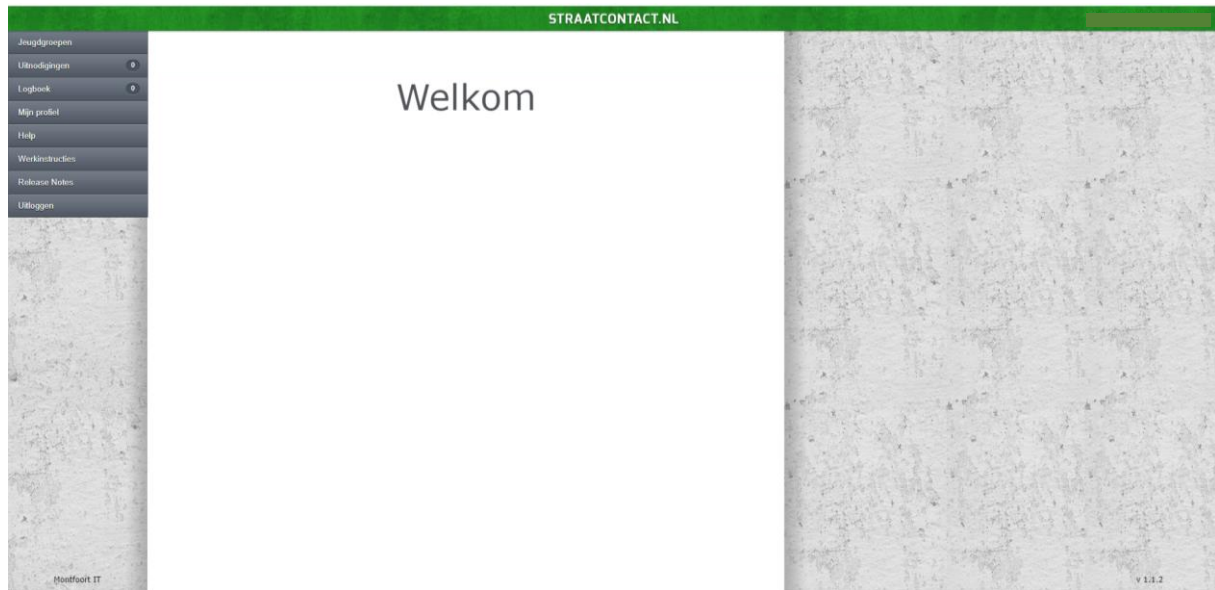 STRAATCONTACT.NL
Jeugdgroepen
Uitnodigingen 0
Logboek 0
Mijn profiel
Help
Werkinstructies
Release Notes
Uitloggen
Welkom
Montfoort IT
v 1.1.2